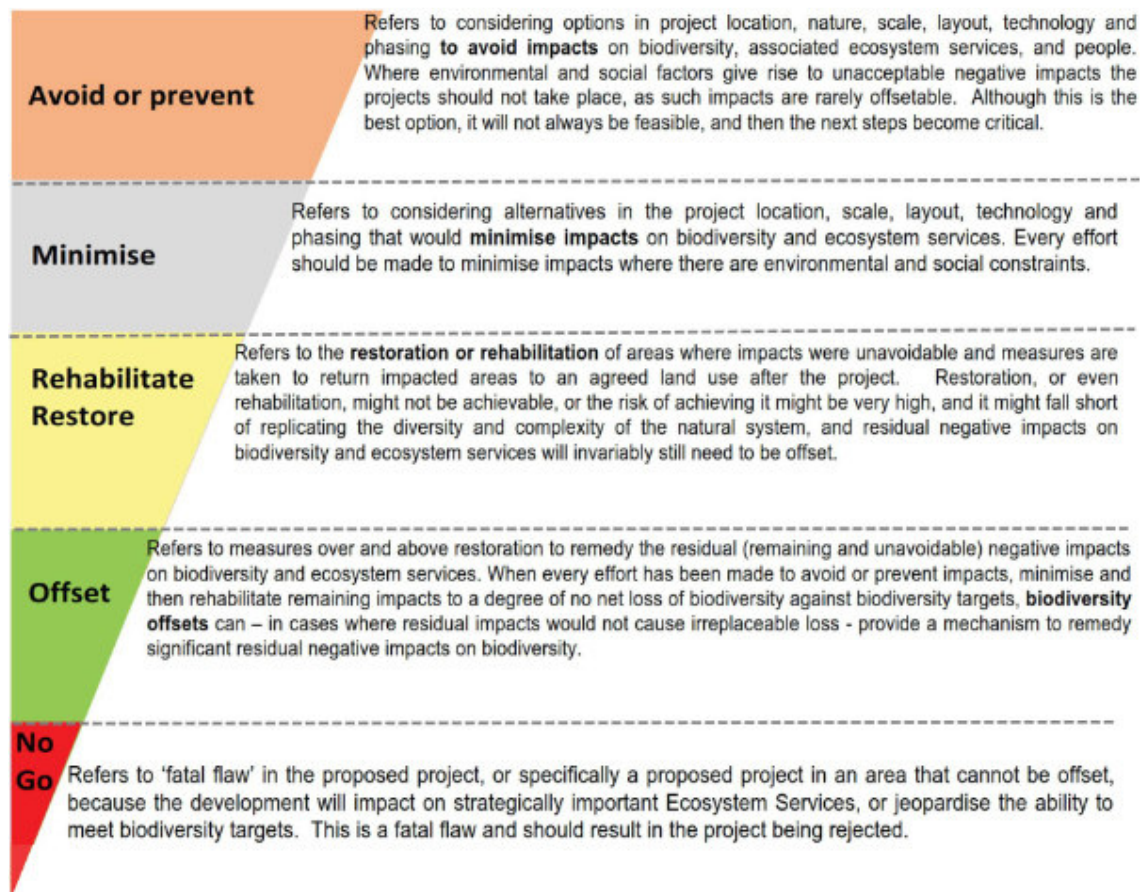 Avoid or prevent
Refers to considering options in project location, nature, scale, layout, technology and
phasing to avoid impacts on biodiversity, associated ecosystem services, and people.
Where environmental and social factors give rise to unacceptable negative impacts the
projects should not take place, as such impacts are rarely offsetable. Although this is the
best option, it will not always be feasible, and then the next steps become critical.
Minimise
Refers to considering alternatives in the project location, scale, layout, technology and
phasing that would minimise impacts on biodiversity and ecosystem services. Every effort
should be made to minimise impacts where there are environmental and social constraints.
Rehabilitate
Restore
Refers to the restoration or rehabilitation of areas where impacts were unavoidable and measures are
taken to return impacted areas to an agreed land use after the project. Restoration, or even
rehabilitation, might not be achievable, or the risk of achieving it might be very high, and it might fall short
of replicating the diversity and complexity of the natural system, and residual negative impacts on
biodiversity and ecosystem services will invariably still need to be offset.
Offset
Refers to measures over and above restoration to remedy the residual (remaining and unavoidable) negative impacts
on biodiversity and ecosystem services. When every effort has been made to avoid or prevent impacts, minimise and
then rehabilitate remaining impacts to a degree of no net loss of biodiversity against biodiversity targets, biodiversity
offsets can – in cases where residual impacts would not cause irreplaceable loss - provide a mechanism to remedy
significant residual negative impacts on biodiversity.
No
Go
Refers to ‘fatal flaw’ in the proposed project, or specifically a proposed project in an area that cannot be offset,
because the development will impact on strategically important Ecosystem Services, or jeopardise the ability to
meet biodiversity targets. This is a fatal flaw and should result in the project being rejected.